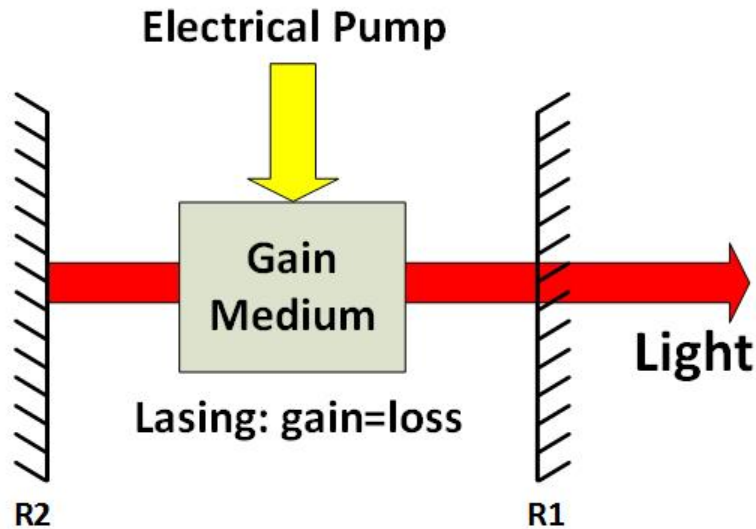 Electrical Pump
Gain
Medium
Light
Lasing: gain=loss
R2
R1